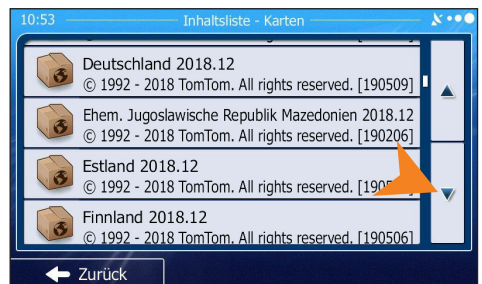 10:53
Inhaltsliste - Karten
Deutschland 2018.12
© 1992 - 2018 TomTom. All rights reserved. [190509]
Ehem. Jugoslawische Republik Mazedonien 2018.12
© 1992 - 2018 TomTom. All rights reserved. [190206]
Estland 2018.12
© 1992 - 2018 TomTom. All rights reserved.
Finnland 2018.12
© 1992 - 2018 TomTom. All rights reserved. [190506]
Zurück